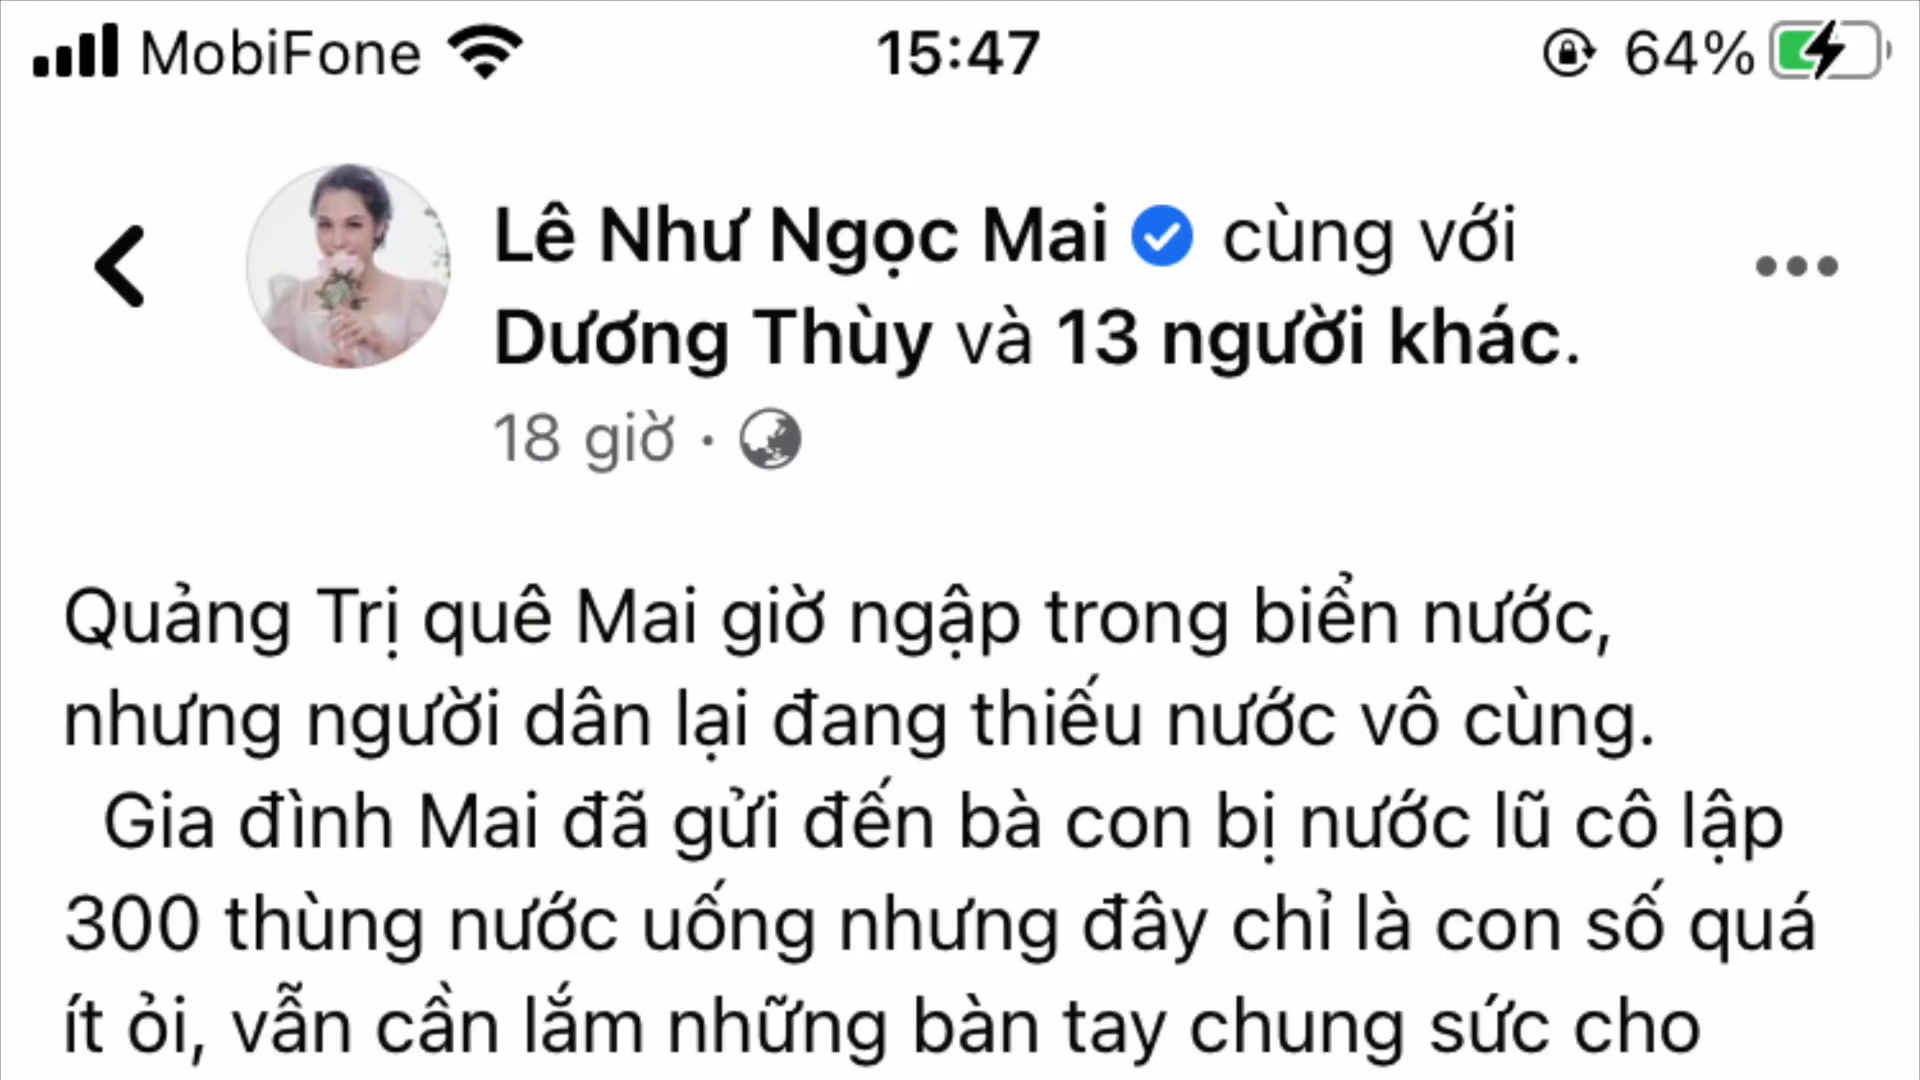 MobiFone 15:47 64%
Lê Như Ngọc Mai cùng với
Dương Thùy và 13 người khác.
18 giờ ·
Quảng Trị quê Mai giờ ngập trong biển nước,
nhưng người dân lại đang thiếu nước vô cùng.
Gia đình Mai đã gửi đến bà con bị nước lũ cô lập
300 thùng nước uống nhưng đây chỉ là con số quá
ít ỏi, vẫn cần lắm những bàn tay chung sức cho